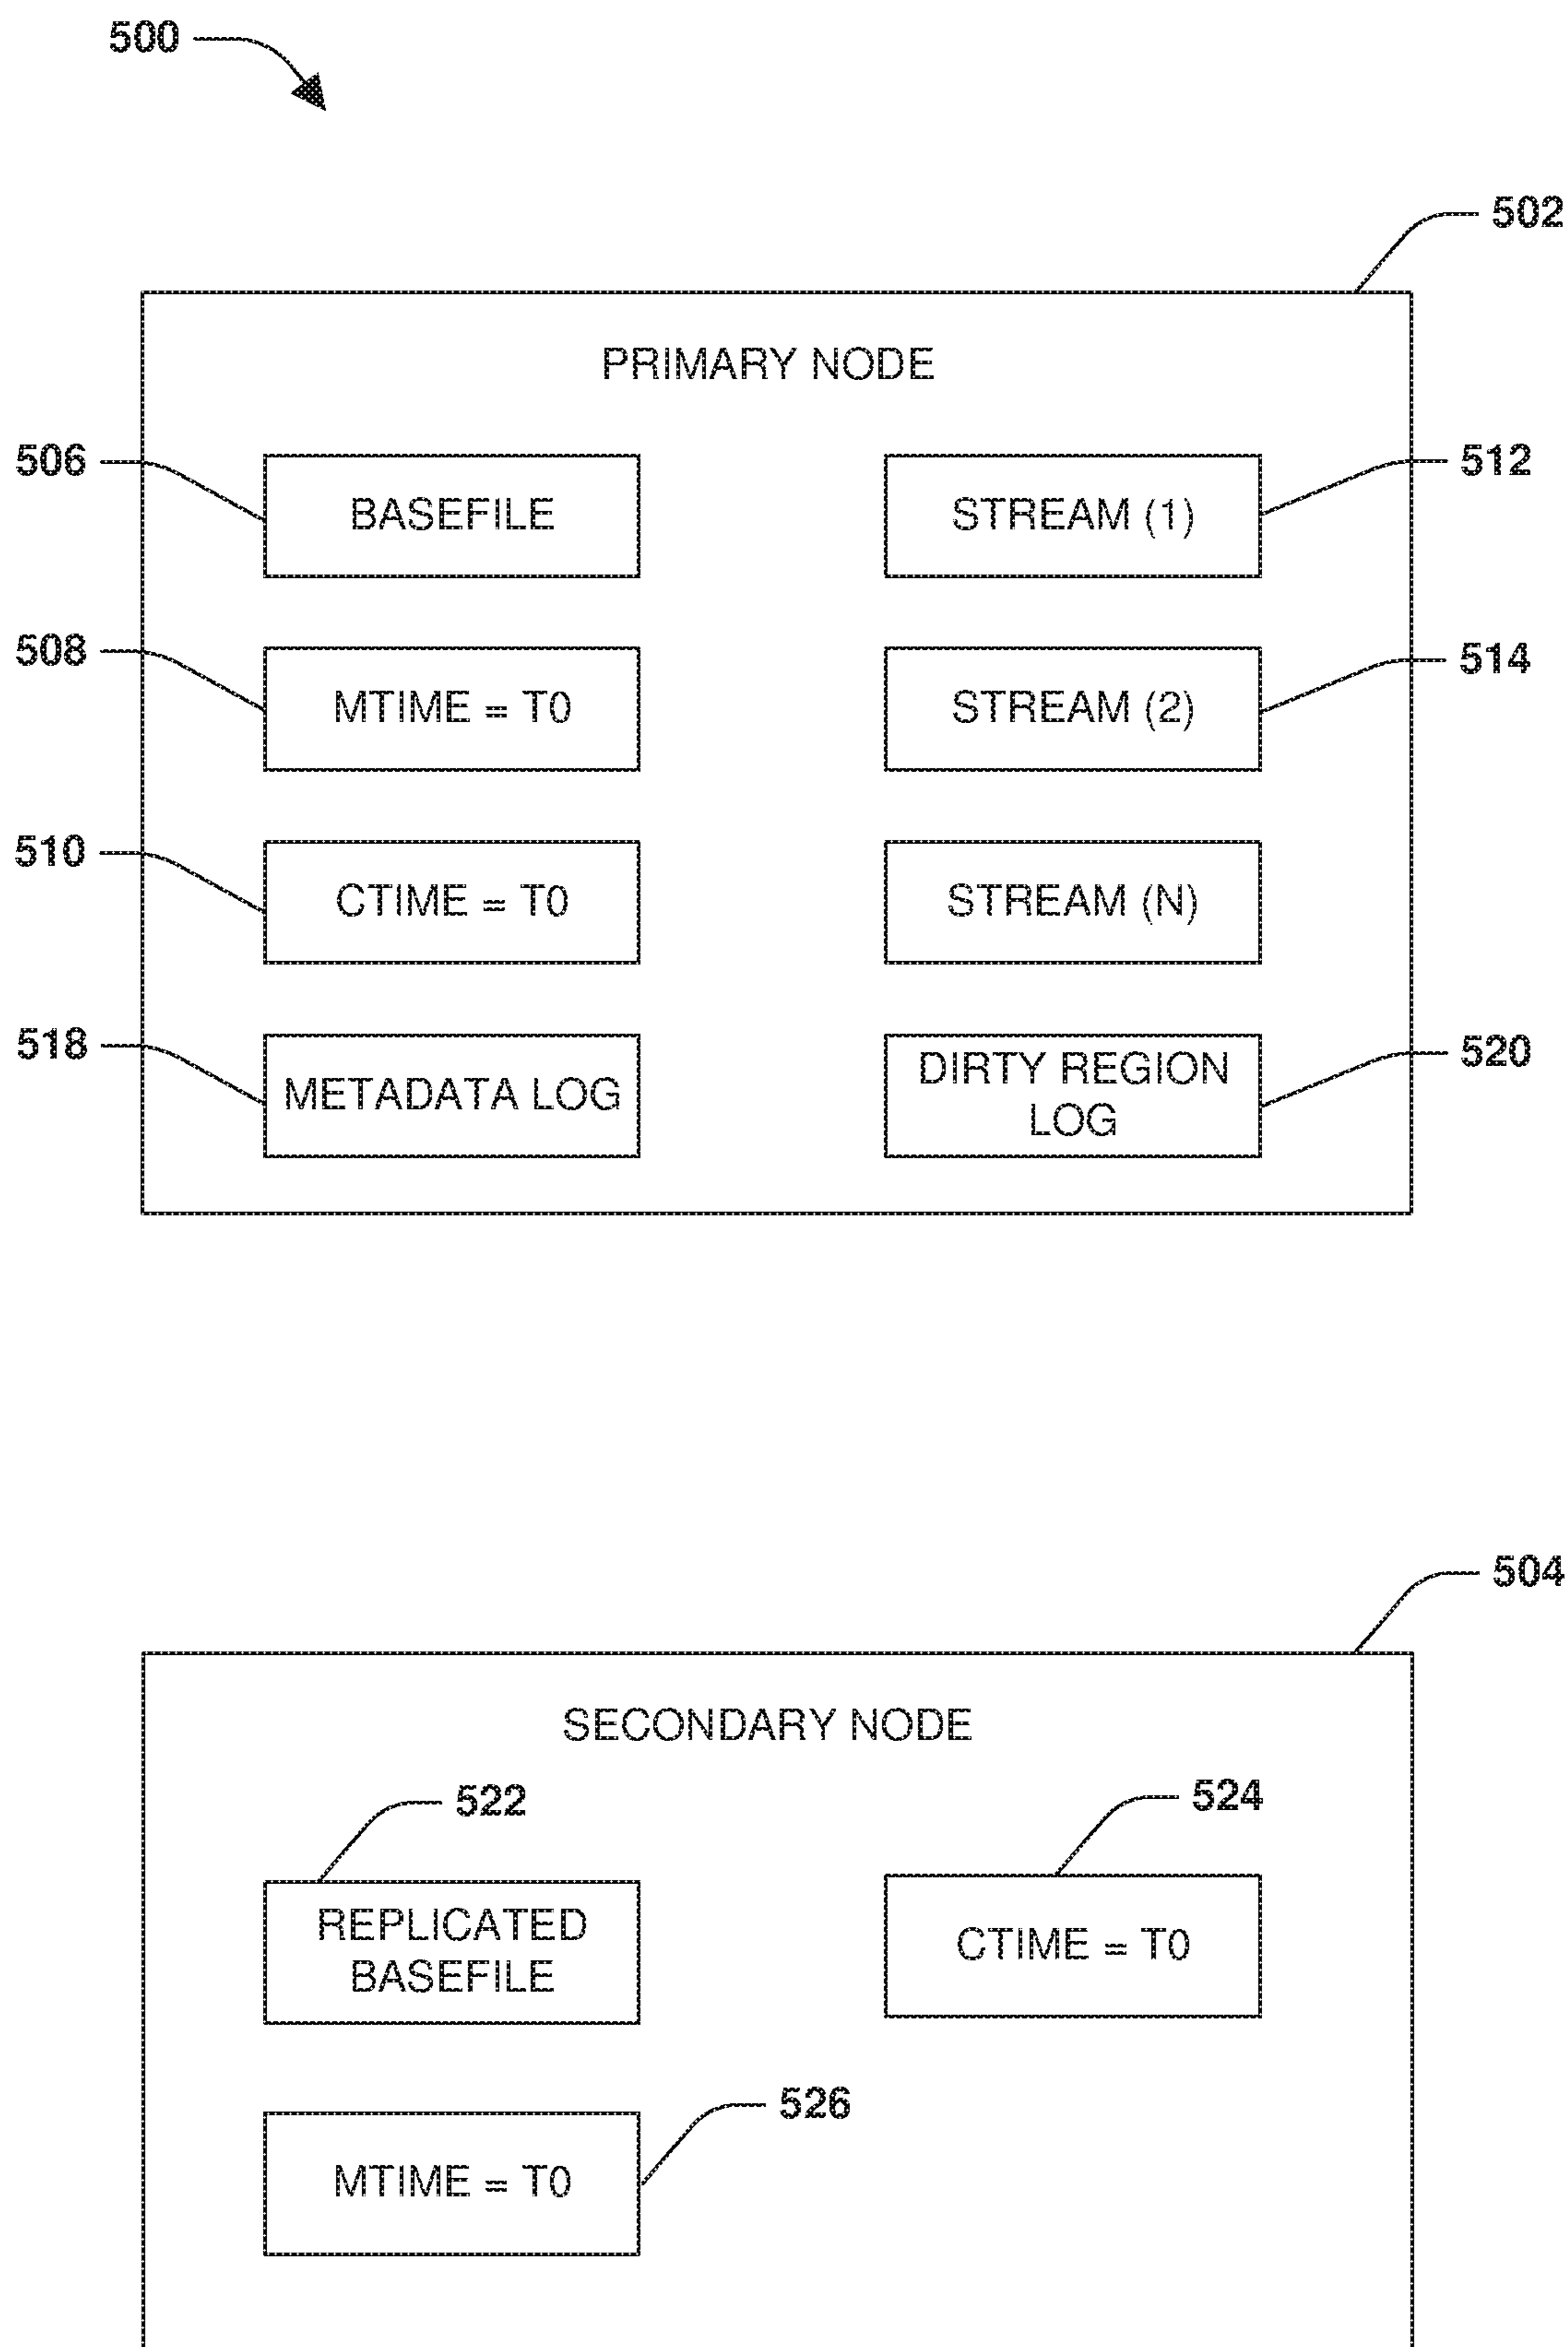 500
502
PRIMARY NODE
506
BASEFILE
STREAM (1)
512
508
MTIME = T0
STREAM (2)
514
510
CTIME = T0
STREAM (N)
518
METADATA LOG
DIRTY REGION
LOG
520
504
SECONDARY NODE
522
524
REPLICATED
BASEFILE
CTIME = T0
526
MTIME = T0